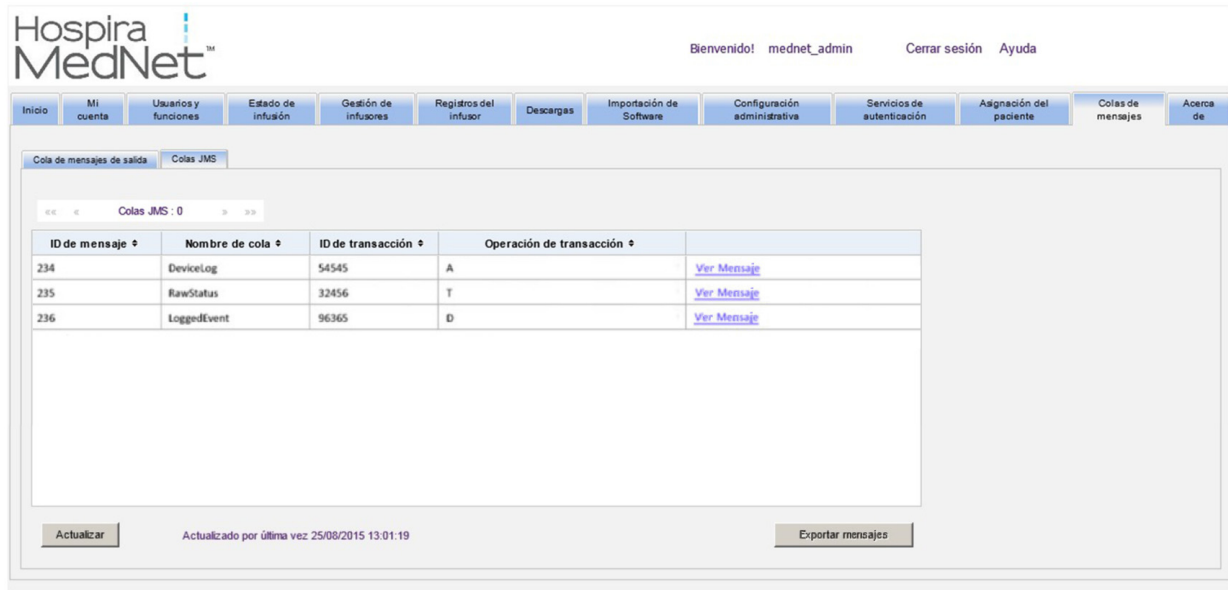 Hospira
MedNet™
Bienvenido! mednet_admin Cerrar sesión Ayuda
Inicio Mi cuenta Usuarios y funciones Estado de infusión Gestión de infusores Registros del infusor Descargas Importación de Software Configuración administrativa Servicios de autenticación Asignación del paciente Colas de mensajes Acerca de
Cola de mensajes de salida Colas JMS
«« « Colas JMS : 0 » »»
ID de mensaje Nombre de cola ID de transacción Operación de transacción
234 DeviceLog 54545 A Ver Mensaje
235 RawStatus 32456 T Ver Mensaje
236 LoggedEvent 96365 D Ver Mensaje
Actualizar Actualizado por última vez 25/08/2015 13:01:19 Exportar mensajes